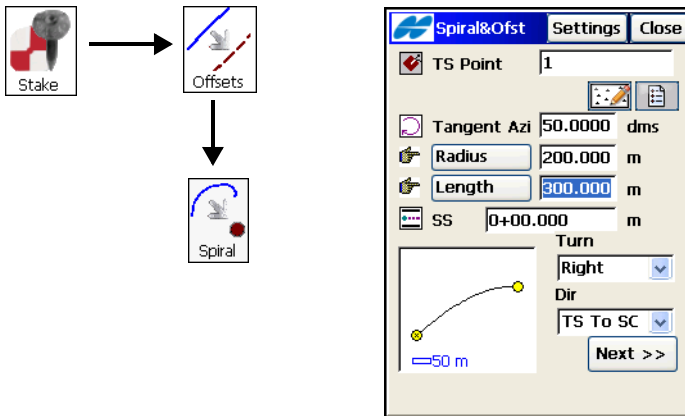 Stake
Offsets
Spiral
Spiral&Ofst Settings Close
TS Point 1
Tangent Azi 50.0000 dms
Radius 200.000 m
Length 300.000 m
SS 0+00.000 m
Turn
Right
Dir
TS To SC
50 m
Next >>